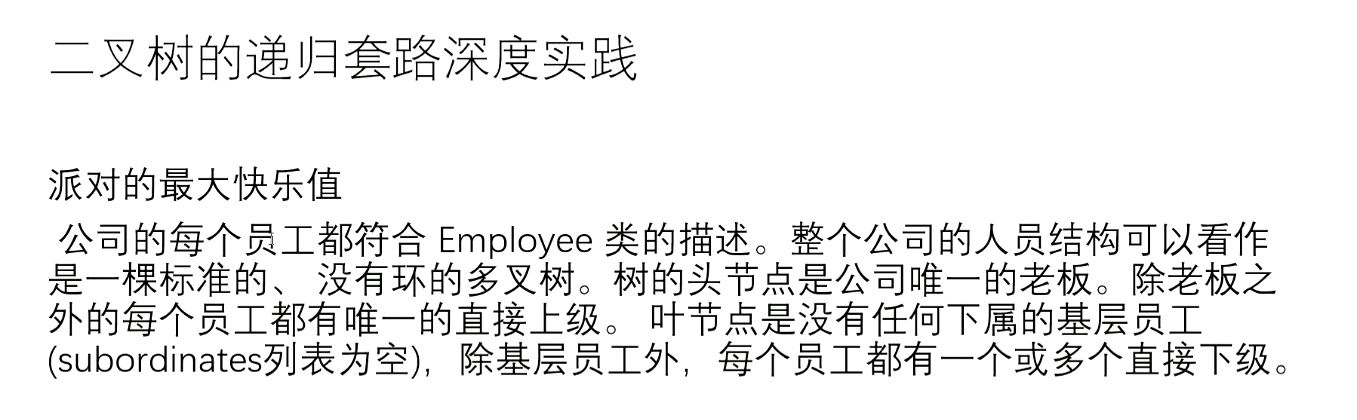 二叉树的递归套路深度实践
派对的最大快乐值
公司的每个员工都符合 Employee 类的描述。整个公司的人员结构可以看作
是一棵标准的、 没有环的多叉树。树的头节点是公司唯一的老板。除老板之
外的每个员工都有唯一的直接上级。 叶节点是没有任何下属的基层员工
(subordinates列表为空)，除基层员工外，每个员工都有一个或多个直接下级。